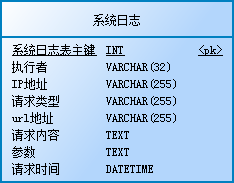 系统日志
系统日志表主键 INT <pk>
执行者 VARCHAR(32)
IP地址 VARCHAR(255)
请求类型 VARCHAR(255)
url地址 VARCHAR(255)
请求内容 TEXT
参数 TEXT
请求时间 DATETIME